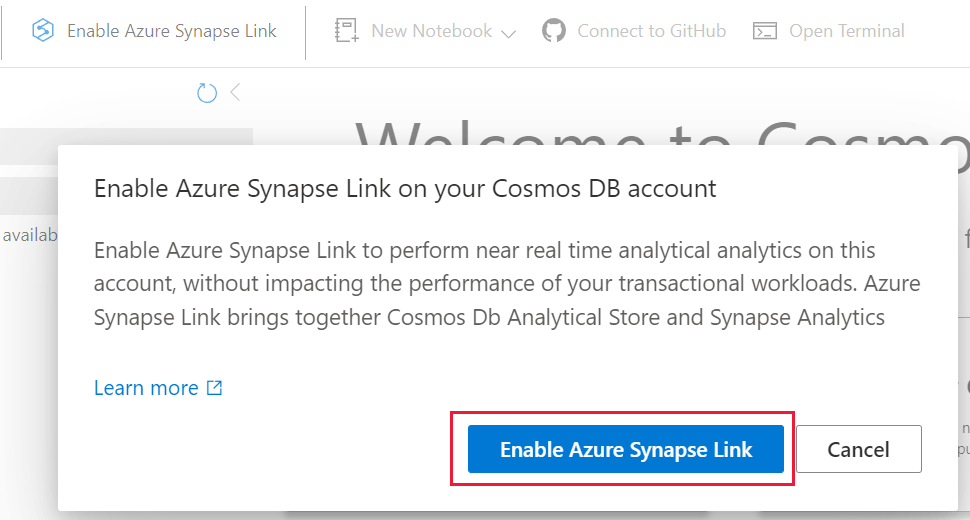 Enable Azure Synapse Link
New Notebook
Connect to GitHub
Open Terminal
Welcome to Cosmo
Enable Azure Synapse Link on your Cosmos DB account
availab
Enable Azure Synapse Link to perform near real time analytical analytics on this
account, without impacting the performance of your transactional workloads. Azure
Synapse Link brings together Cosmos Db Analytical Store and Synapse Analytics
Learn more
Enable Azure Synapse Link
Cancel